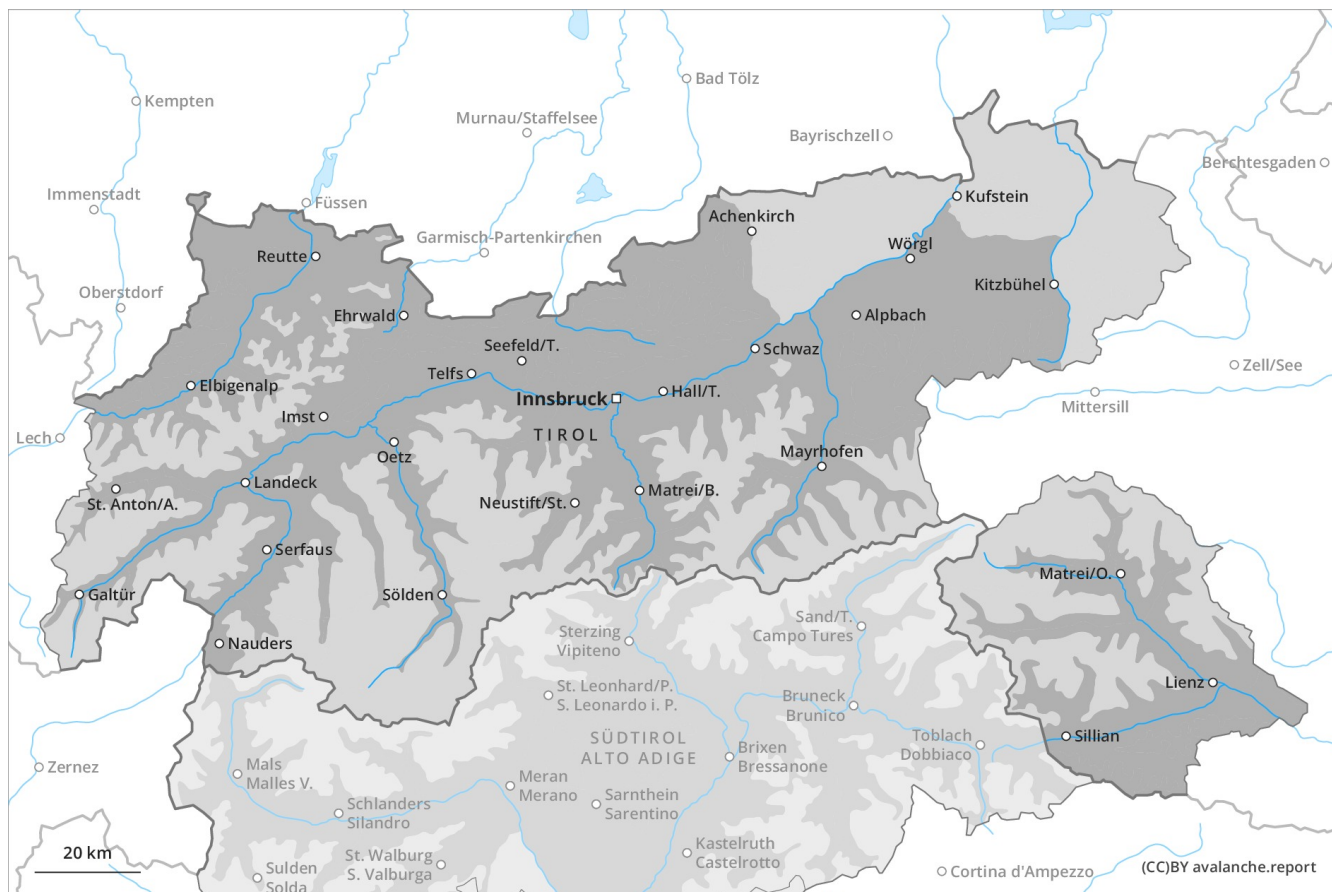 Bad Tölz
Kempten
Murnau/Staffelsee
Bayrischzell
Berchtesgaden
Immenstadt
Füssen
Kufstein
Achenkirch
Garmisch-Partenkirchen
Wörgl
Reutte
Kitzbühel
Oberstdorf
Ehrwald
Alpbach
Seefeld/T.
Schwaz
Zell/See
Telfs
Elbigenalp
Innsbruck
Hall/T.
Mittersill
Imst
Lech
TIROL
Oetz
Mayrhofen
Landeck
Matrei/B.
St. Anton/A.
Neustift/St.
Serfaus
Matrei/O.
Galtür
Sölden
Sand/T.
Campo Tures
Sterzing
Vipiteno
Nauders
Lienz
St. Leonhard/P.
S. Leonardo i. P.
Bruneck
Brunico
Sillian
Toblach
Dobbiaco
SÜDTIROL
ALTO ADIGE
Brixen
Bressanone
Zernez
Mals
Malles V.
Meran
Merano
Sarnthein
Sarentino
Schlanders
Silandro
Kastelruth
Castelrotto
20 km
St. Walburg
S. Valburga
Sulden
Solda
Cortina d'Ampezzo
(CC)BY avalanche.report